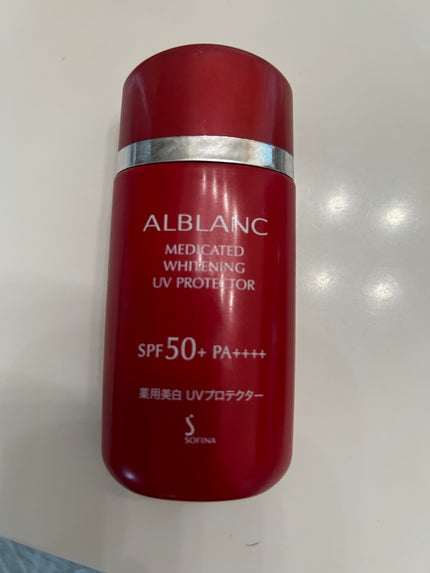 ALBLANC
MEDICATED
WHITENING
UV PROTECTOR
SPF50+ PA++++
薬用美白 UVプロテクター
SOFINA